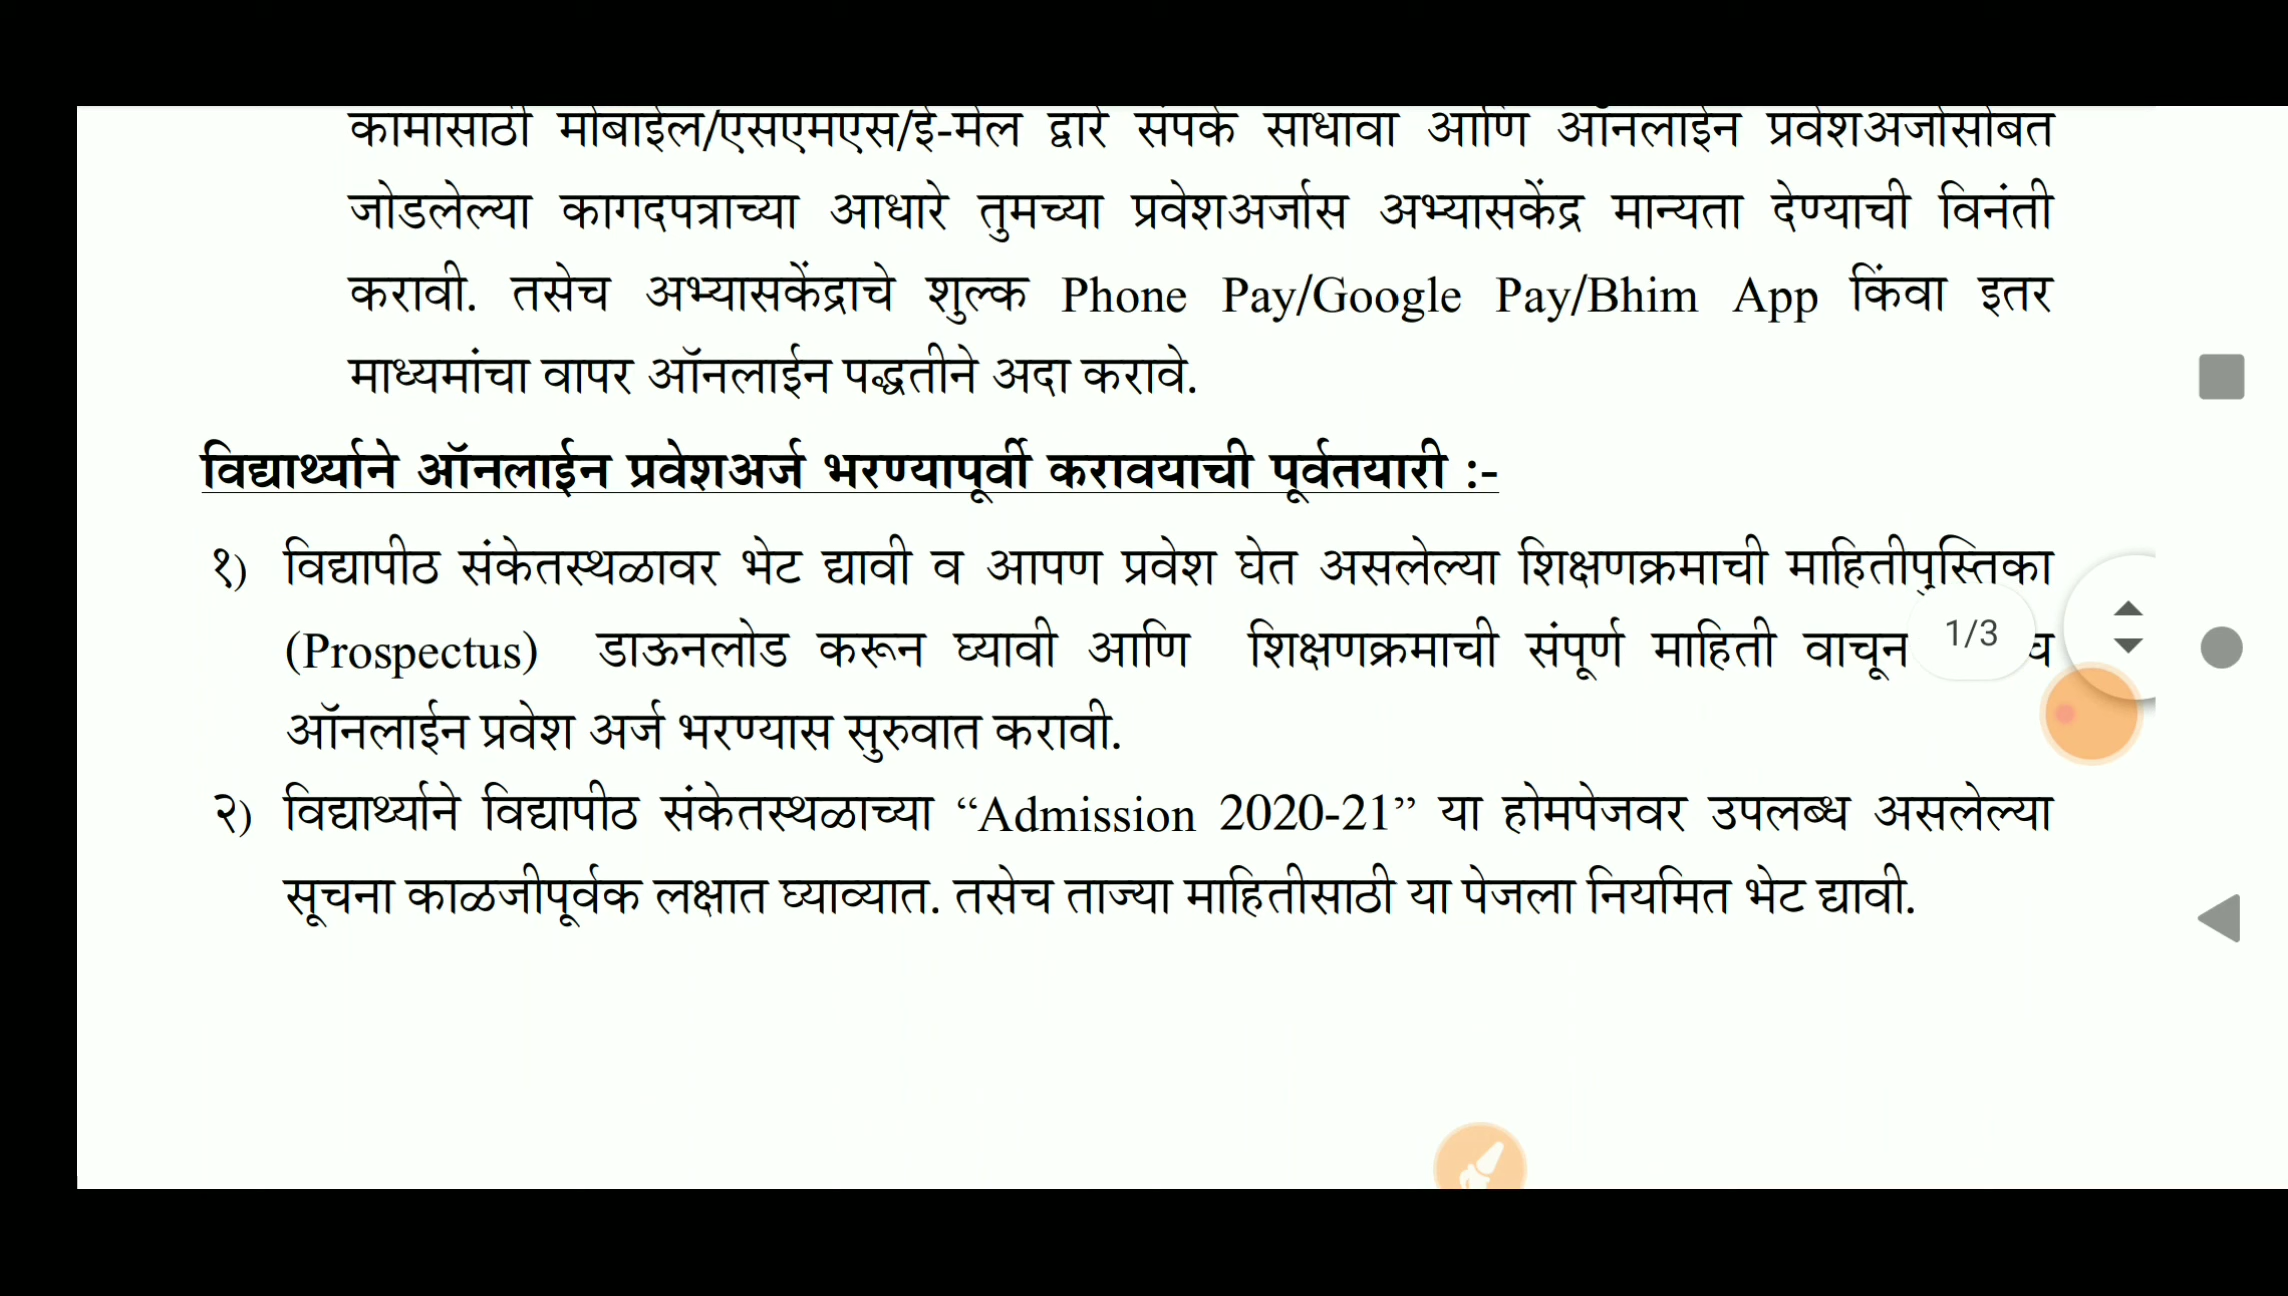 कामासाठी मोबाईल/एसएमएस/ई-मेल द्वारे संपर्क साधावा आणि ऑनलाईन प्रवेशअर्जासोबत
जोडलेल्या कागदपत्राच्या आधारे तुमच्या प्रवेशअर्जास अभ्यासकेंद्र मान्यता देण्याची विनंती
करावी. तसेच अभ्यासकेंद्राचे शुल्क Phone Pay/Google Pay/Bhim App किंवा इतर
माध्यमांचा वापर ऑनलाईन पद्धतीने अदा करावे.
विद्यार्थ्याने ऑनलाईन प्रवेशअर्ज भरण्यापूर्वी करावयाची पूर्वतयारी :-
१) विद्यापीठ संकेतस्थळावर भेट द्यावी व आपण प्रवेश घेत असलेल्या शिक्षणक्रमाची माहितीपुस्तिका
(Prospectus) डाऊनलोड करून घ्यावी आणि शिक्षणक्रमाची संपूर्ण माहिती वाचून व
1/3
ऑनलाईन प्रवेश अर्ज भरण्यास सुरुवात करावी.
२) विद्यार्थ्याने विद्यापीठ संकेतस्थळाच्या “Admission 2020-21” या होमपेजवर उपलब्ध असलेल्या
सूचना काळजीपूर्वक लक्षात घ्याव्यात. तसेच ताज्या माहितीसाठी या पेजला नियमित भेट द्यावी.